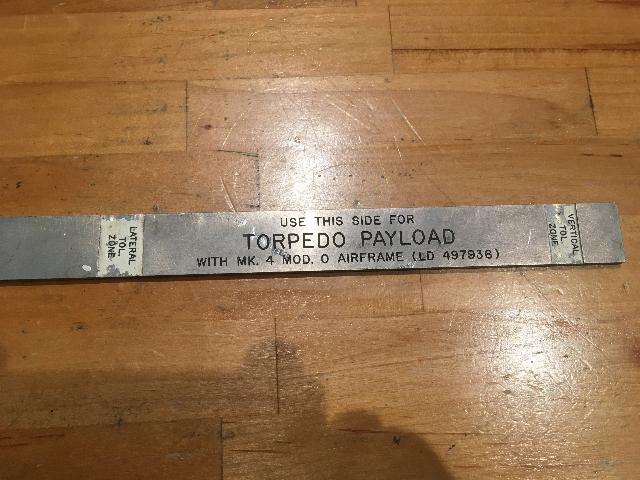 LATERAL
TOL.
ZONE
USE THIS SIDE FOR
TORPEDO PAYLOAD
WITH MK. 4 MOD. 0 AIRFRAME (LD 497936)
VERTICAL
TOL.
ZONE